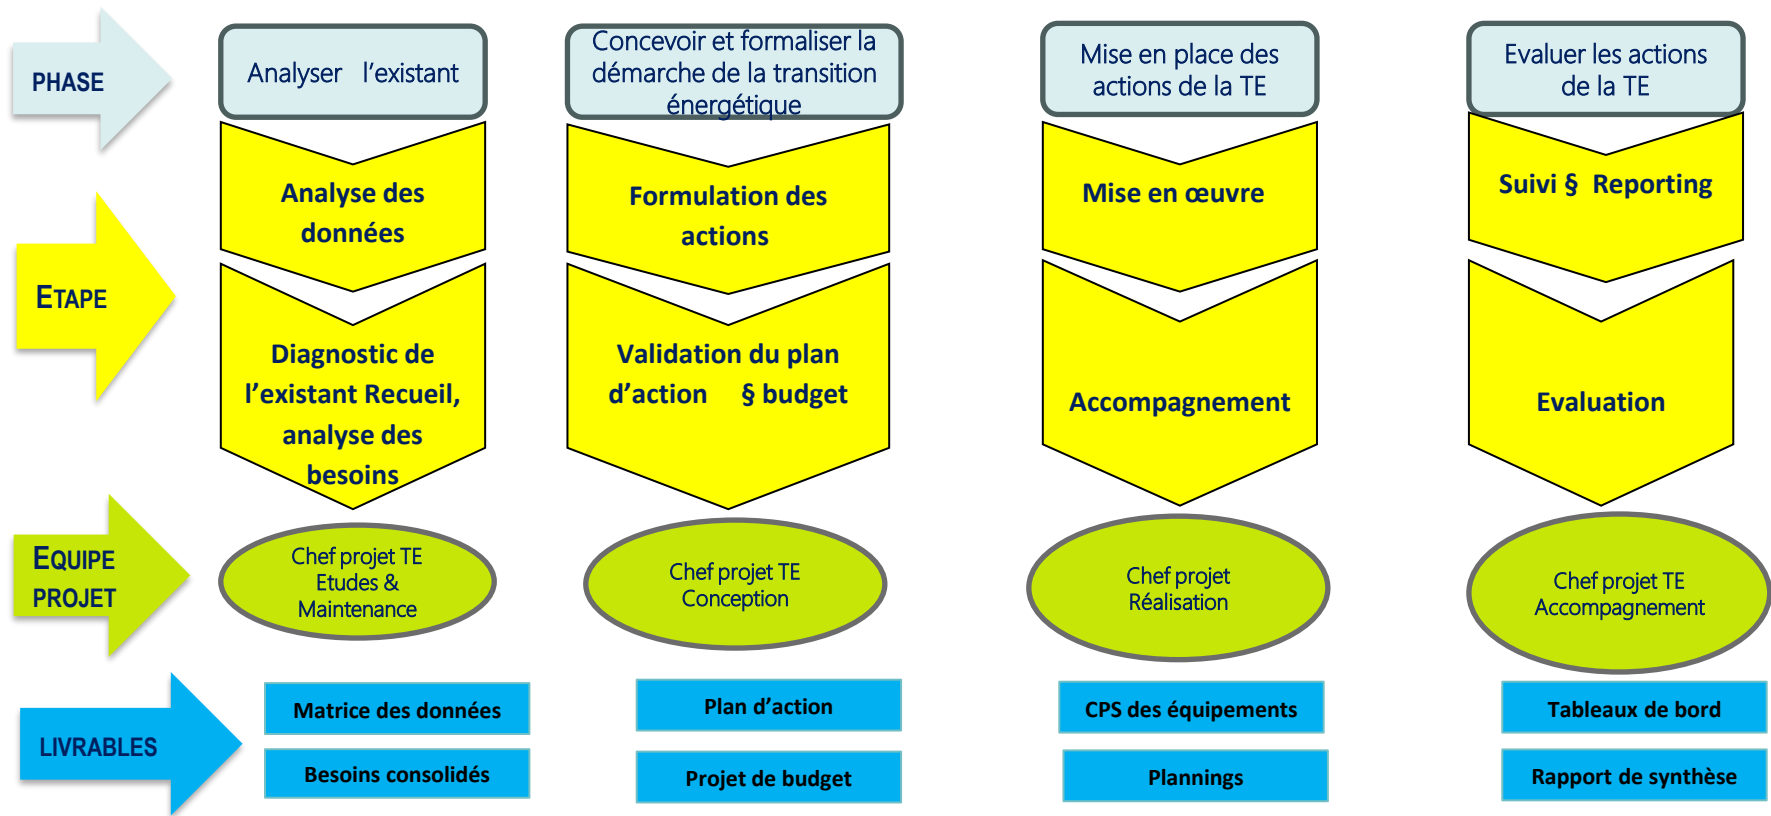 PHASE
Analyser l’existant
Concevoir et formaliser la
démarche de la transition
énergétique
Mise en place des
actions de la TE
Evaluer les actions
de la TE
ETAPE
Analyse des
données
Formulation des
actions
Mise en œuvre
Suivi § Reporting
Diagnostic de
l’existant Recueil,
analyse des
besoins
Validation du plan
d’action § budget
Accompagnement
Evaluation
EQUIPE
PROJET
Chef projet TE
Etudes &
Maintenance
Chef projet TE
Conception
Chef projet
Réalisation
Chef projet TE
Accompagnement
LIVRABLES
Matrice des données
Plan d’action
CPS des équipements
Tableaux de bord
Besoins consolidés
Projet de budget
Plannings
Rapport de synthèse